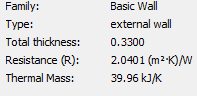 Family: Basic Wall
Type: external wall
Total thickness: 0.3300
Resistance (R): 2.0401 (m²·K)/W
Thermal Mass: 39.96 kJ/K